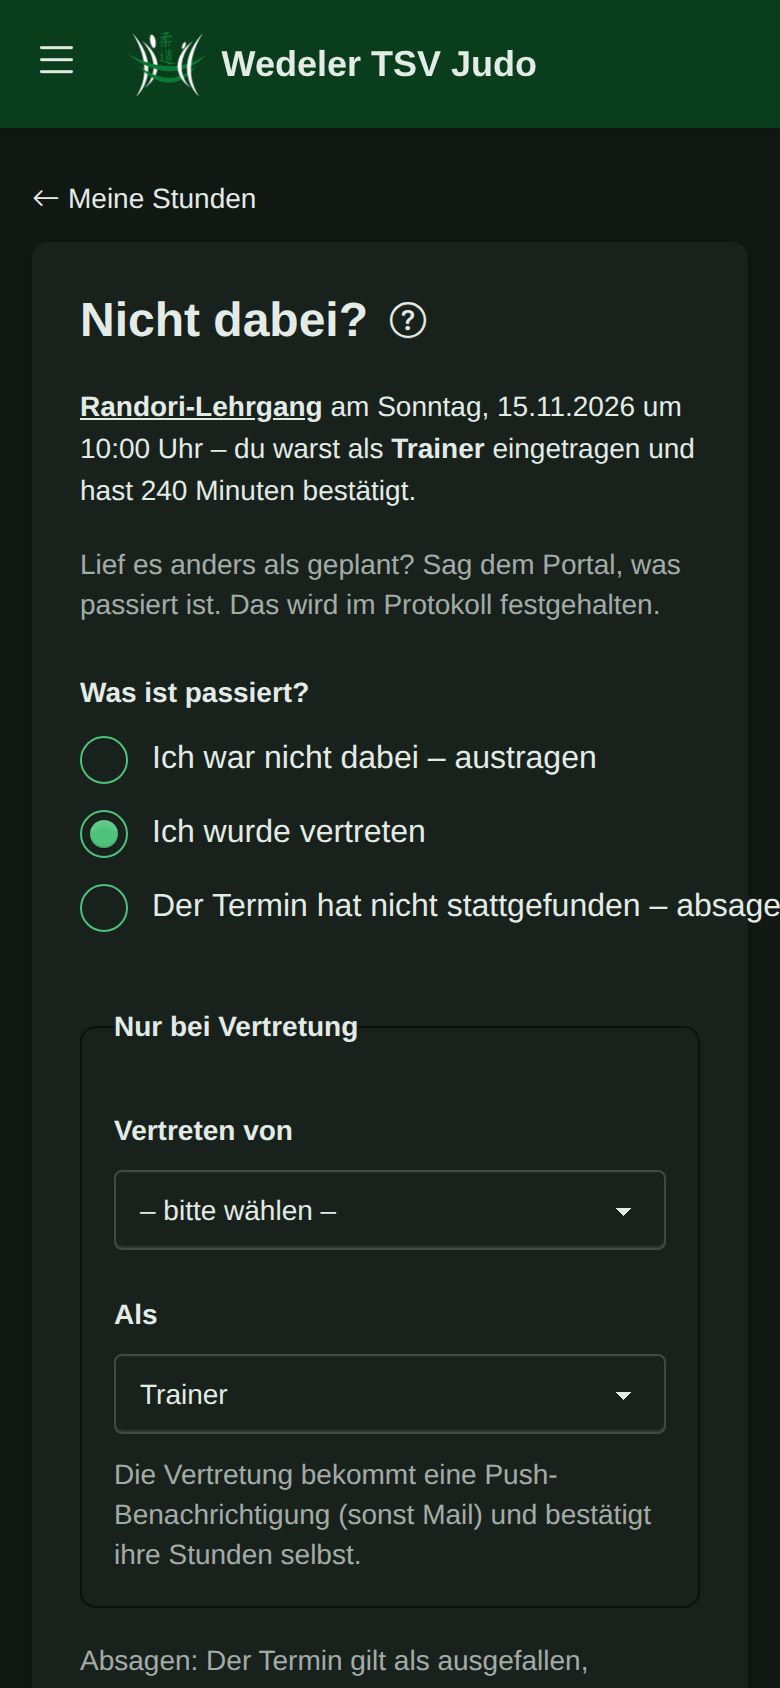 柔道
Wedeler TSV Judo
← Meine Stunden
Nicht dabei? ?
Randori-Lehrgang am Sonntag, 15.11.2026 um
10:00 Uhr – du warst als Trainer eingetragen und
hast 240 Minuten bestätigt.
Lief es anders als geplant? Sag dem Portal, was
passiert ist. Das wird im Protokoll festgehalten.
Was ist passiert?
Ich war nicht dabei – austragen
Ich wurde vertreten
Der Termin hat nicht stattgefunden – absage
Nur bei Vertretung
Vertreten von
– bitte wählen –
Als
Trainer
Die Vertretung bekommt eine Push-
Benachrichtigung (sonst Mail) und bestätigt
ihre Stunden selbst.
Absagen: Der Termin gilt als ausgefallen,